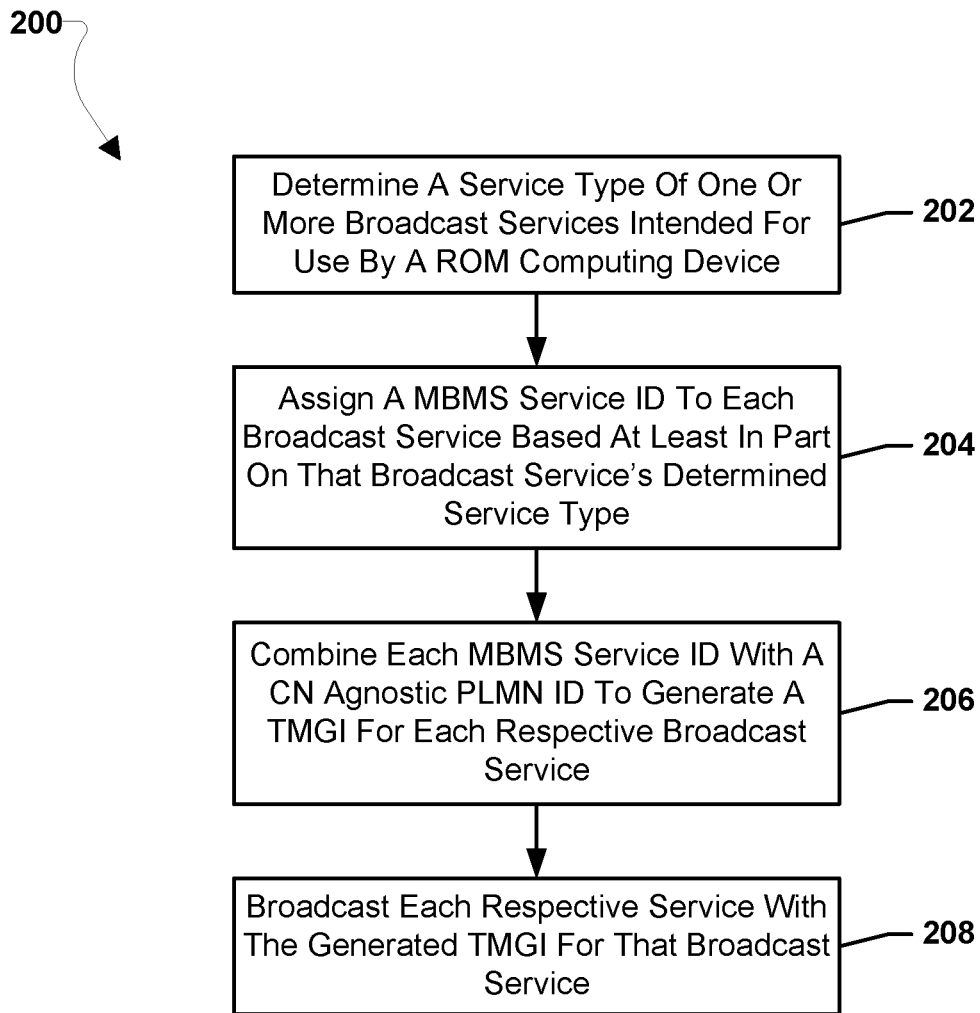 200
Determine A Service Type Of One Or
More Broadcast Services Intended For
Use By A ROM Computing Device
202
Assign A MBMS Service ID To Each
Broadcast Service Based At Least In Part
On That Broadcast Service’s Determined
Service Type
204
Combine Each MBMS Service ID With A
CN Agnostic PLMN ID To Generate A
TMGI For Each Respective Broadcast
Service
206
Broadcast Each Respective Service With
The Generated TMGI For That Broadcast
Service
208